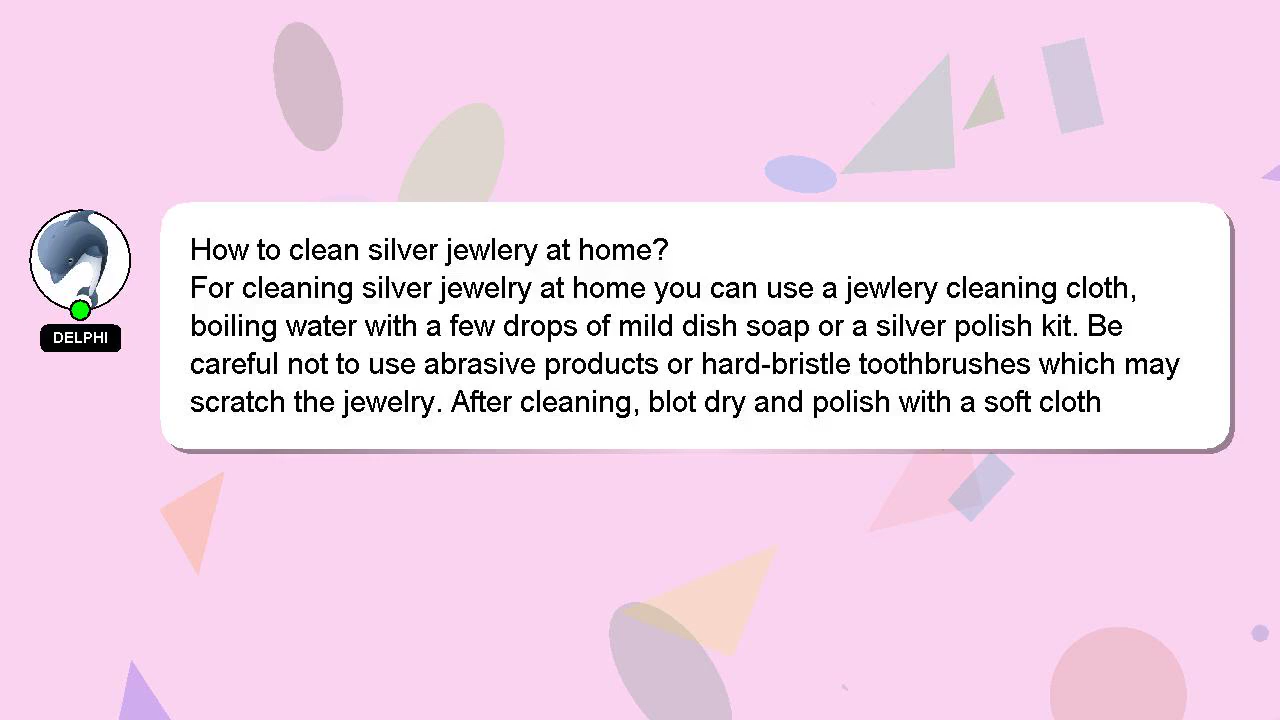 How to clean silver jewlery at home?
For cleaning silver jewelry at home you can use a jewlery cleaning cloth,
boiling water with a few drops of mild dish soap or a silver polish kit. Be
careful not to use abrasive products or hard-bristle toothbrushes which may
scratch the jewelry. After cleaning, blot dry and polish with a soft cloth
DELPHI